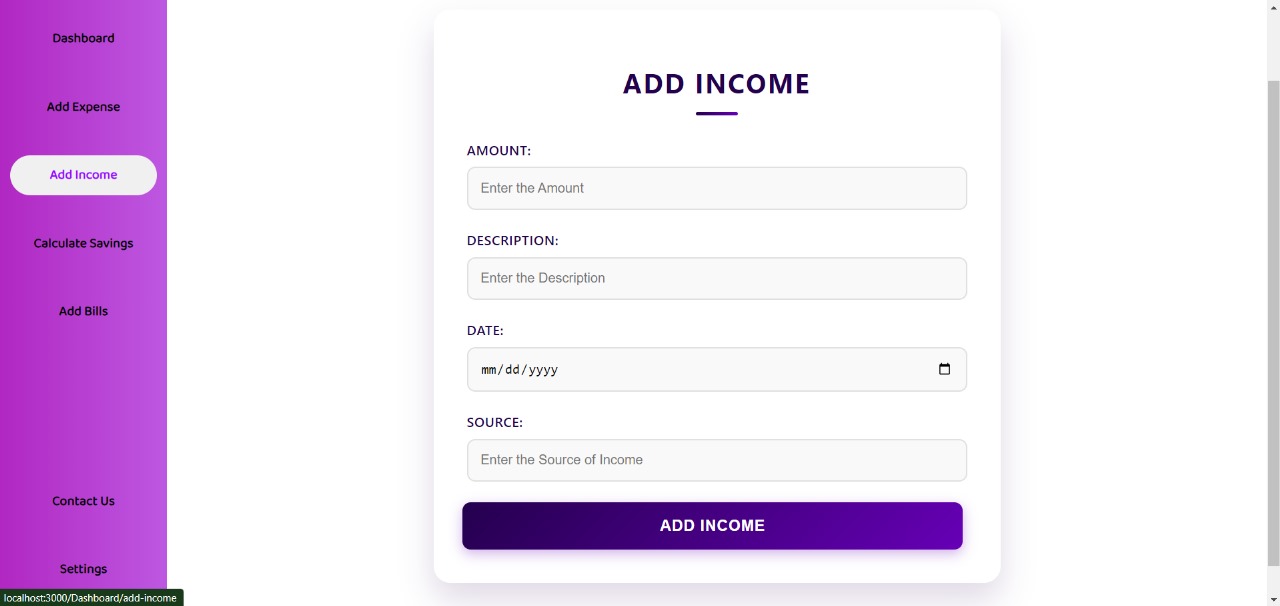 Dashboard
Add Expense
Add Income
Calculate Savings
Add Bills
Contact Us
Settings
ADD INCOME
AMOUNT:
Enter the Amount
DESCRIPTION:
Enter the Description
DATE:
mm/dd/yyyy
SOURCE:
Enter the Source of Income
ADD INCOME
localhost:3000/Dashboard/add-income